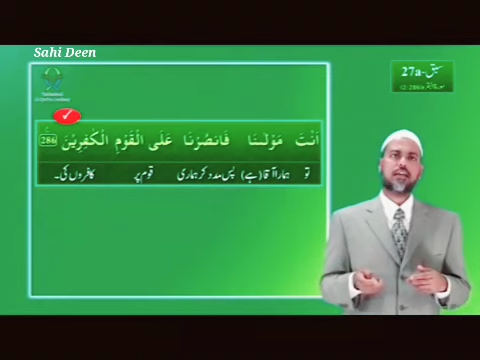 Sahi Deen
سبق-27a
أَنْتَ مَوْلٰىنَا فَانْصُرْنَا عَلَى الْقَوْمِ الْكٰفِرِيْنَ 286
تو ہمارا آقا (ہے) پس مدد کر ہماری قوم پر کافروں کی۔